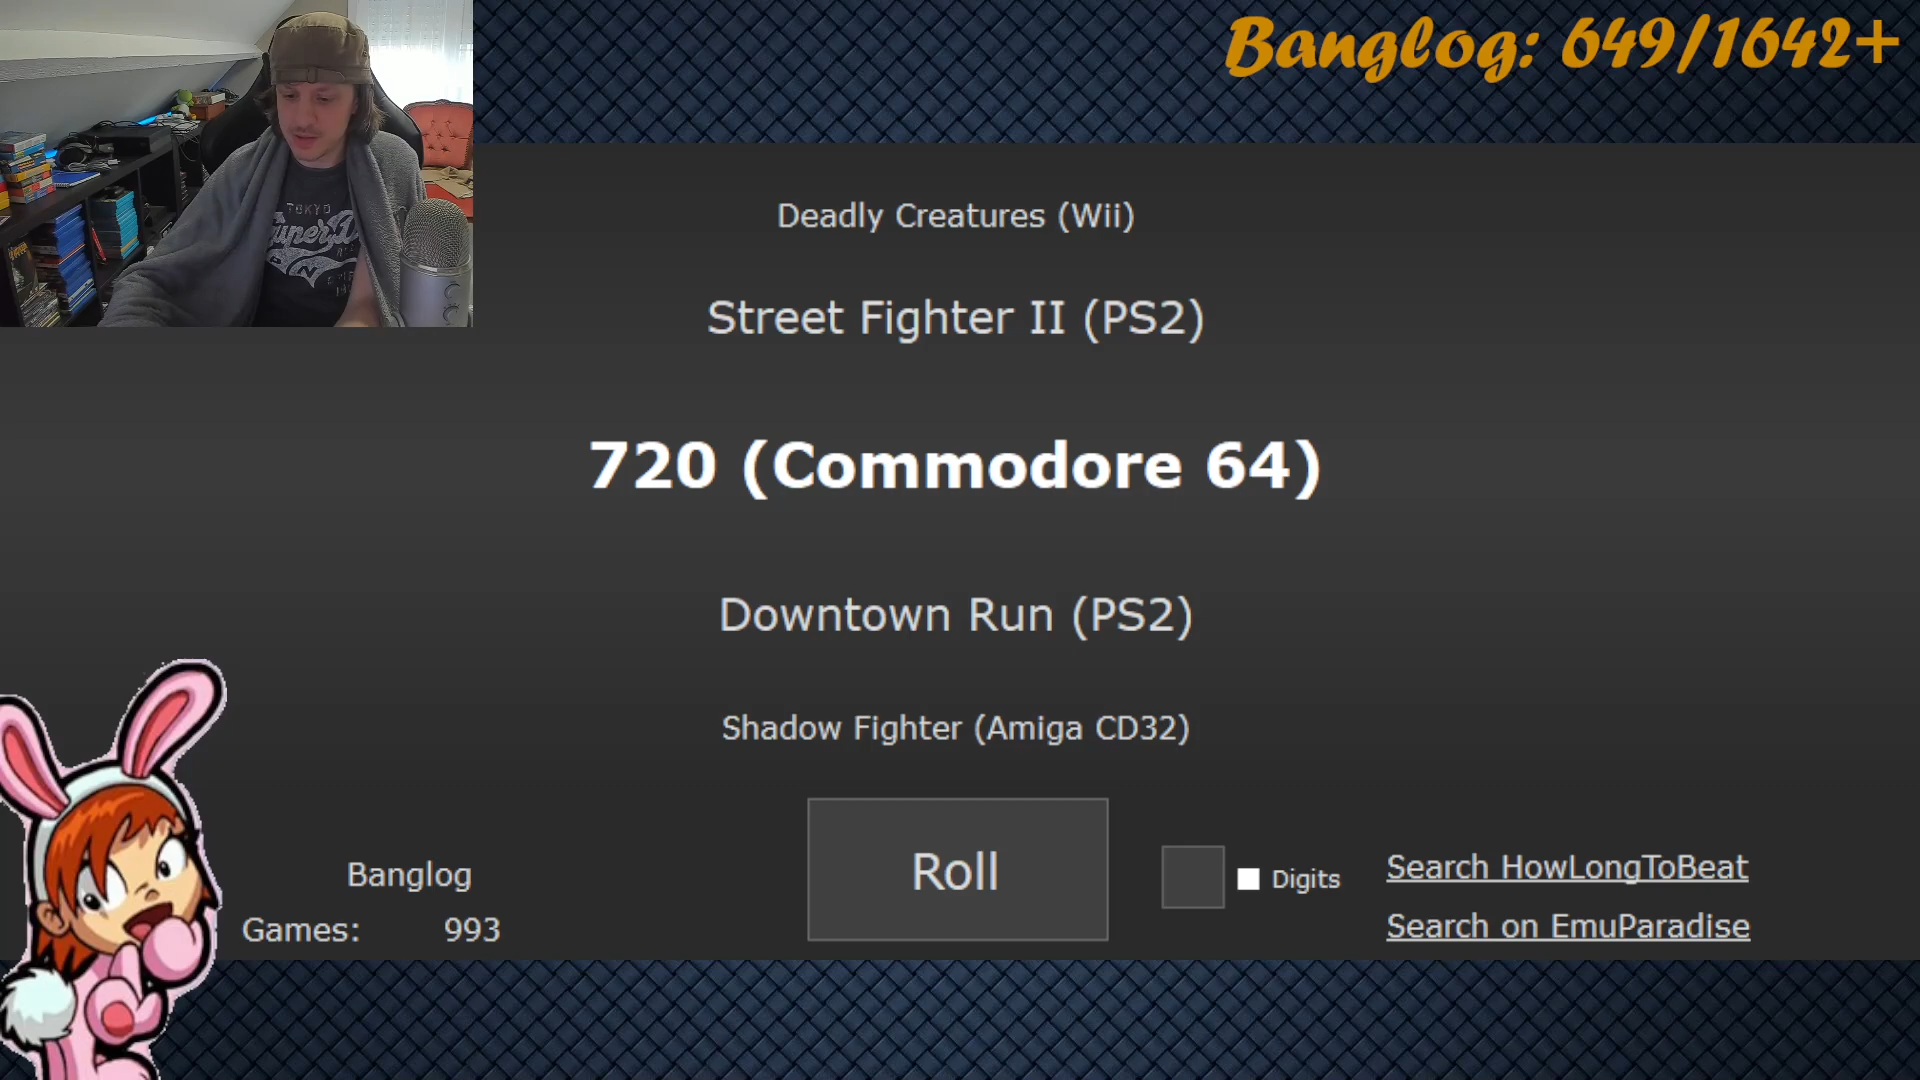 Banglog: 649/1642+
TOKYO
Deadly Creatures (Wii)
Street Fighter II (PS2)
720 (Commodore 64)
Downtown Run (PS2)
Shadow Fighter (Amiga CD32)
Roll
Digits
Search HowLongToBeat
Search on EmuParadise
Banglog
Games: 993